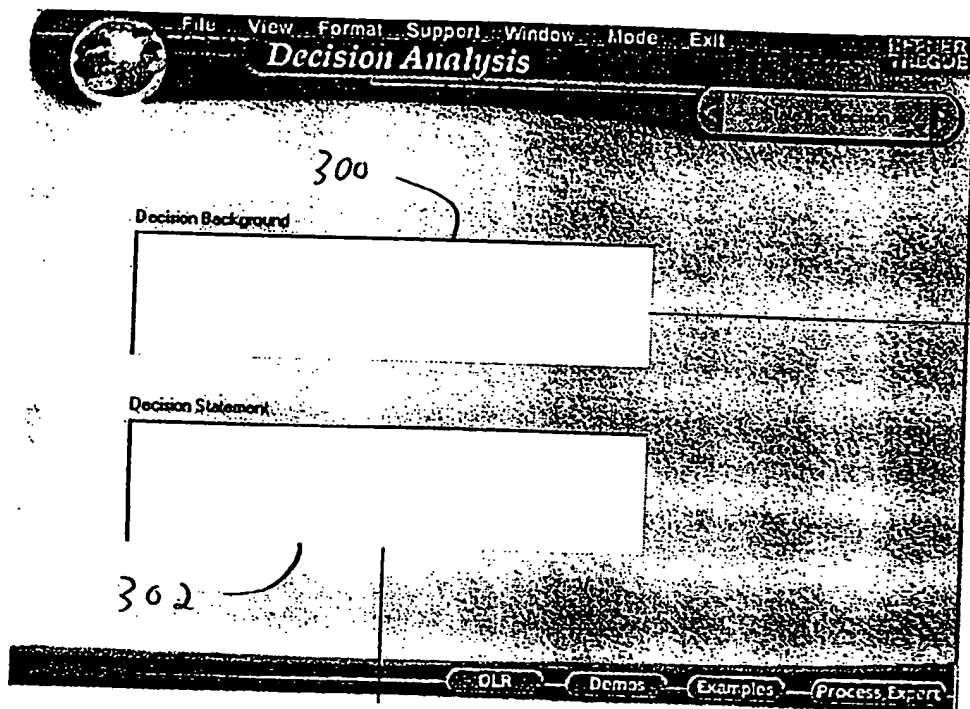 File View Format Support Window Mode Exit
Decision Analysis
300
Decision Background
Decision Statement
302
OLR Demos Examples Process Expert